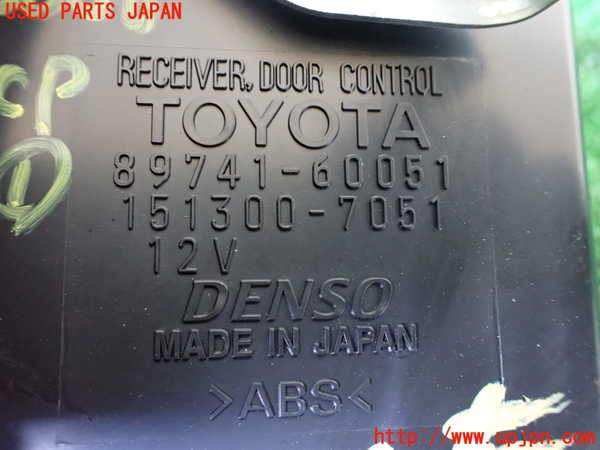 USED PARTS JAPAN
RECEIVER, DOOR CONTROL
TOYOTA
89741-60051
151300-7051
12V
DENSO
MADE IN JAPAN
>ABS<
http://www.upjpn.com/